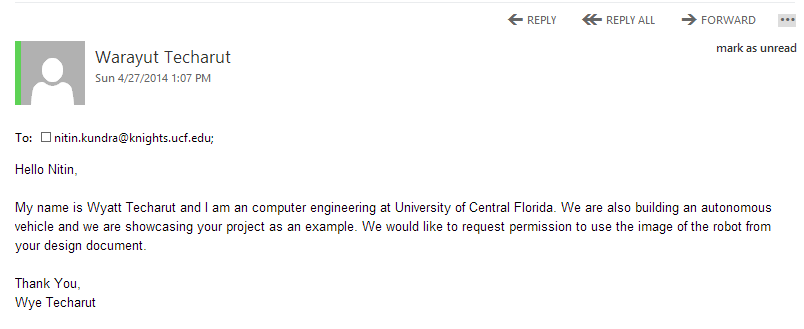 REPLY REPLY ALL FORWARD •••
mark as unread
Warayut Techarut
Sun 4/27/2014 1:07 PM
To: nitin.kundra@knights.ucf.edu;
Hello Nitin,
My name is Wyatt Techarut and I am an computer engineering at University of Central Florida. We are also building an autonomous
vehicle and we are showcasing your project as an example. We would like to request permission to use the image of the robot from
your design document.
Thank You,
Wye Techarut